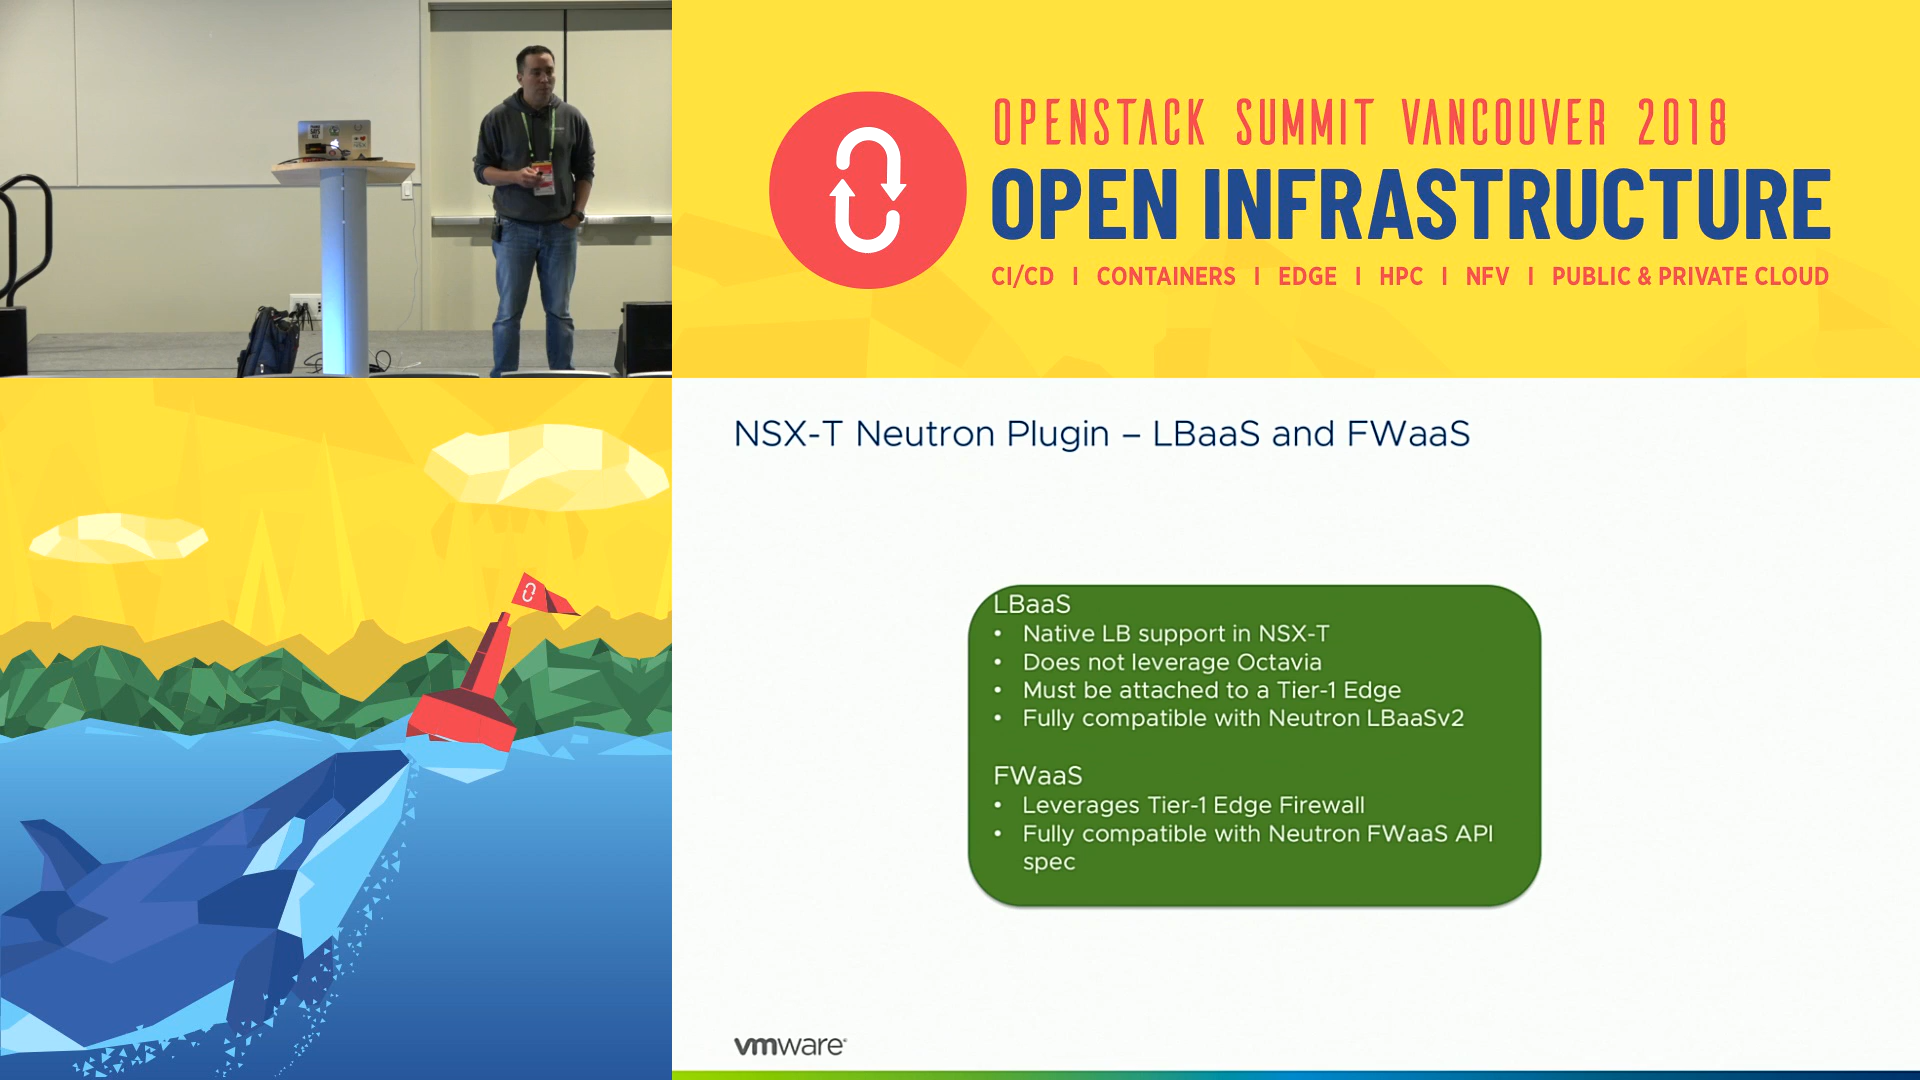 OPENSTACK SUMMIT VANCOUVER 2018
OPEN INFRASTRUCTURE
CI/CD | CONTAINERS | EDGE | HPC | NFV | PUBLIC & PRIVATE CLOUD
NSX-T Neutron Plugin – LBaaS and FWaaS
LBaaS
• Native LB support in NSX-T
• Does not leverage Octavia
• Must be attached to a Tier-1 Edge
• Fully compatible with Neutron LBaaSv2
FWaaS
• Leverages Tier-1 Edge Firewall
• Fully compatible with Neutron FWaaS API
spec
vmware